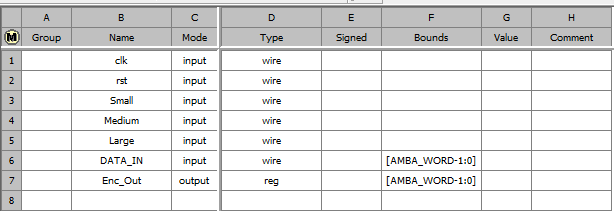 A B C D E F G H
M Group Name Mode Type Signed Bounds Value Comment
1 clk input wire
2 rst input wire
3 Small input wire
4 Medium input wire
5 Large input wire
6 DATA_IN input wire [AMBA_WORD-1:0]
7 Enc_Out output reg [AMBA_WORD-1:0]
8